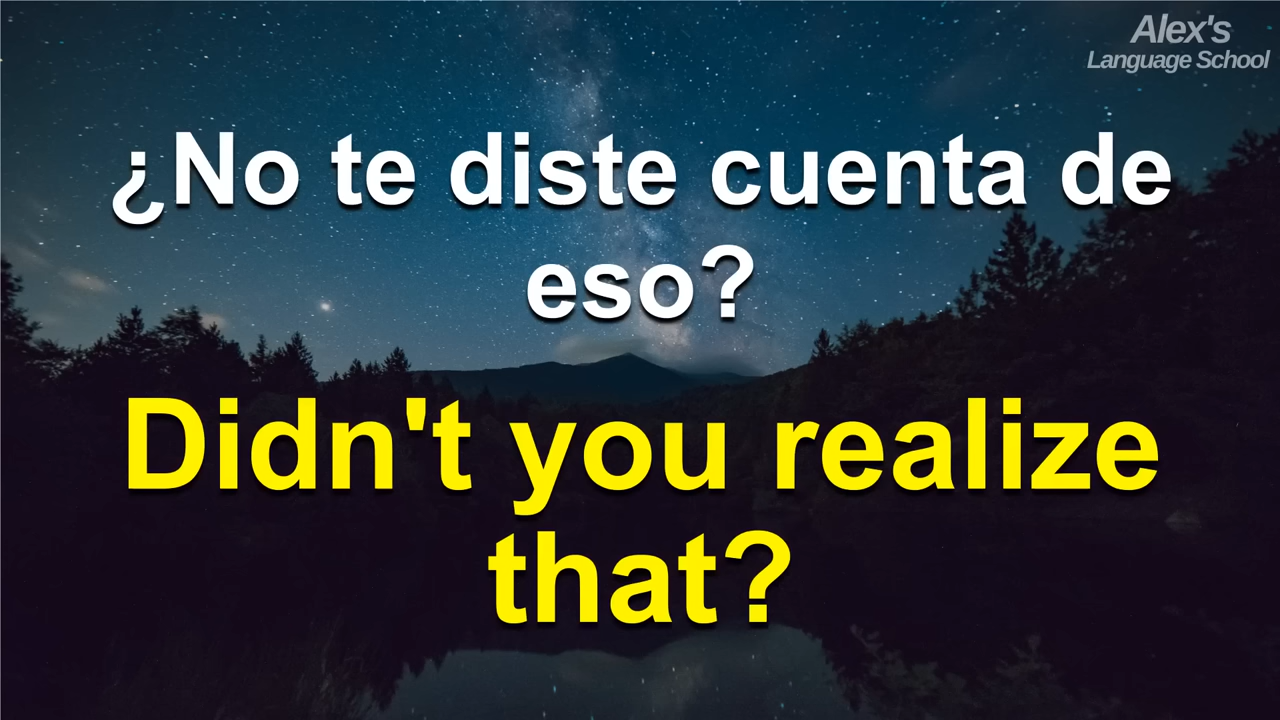 Alex's
Language School
¿No te diste cuenta de
eso?
Didn't you realize
that?